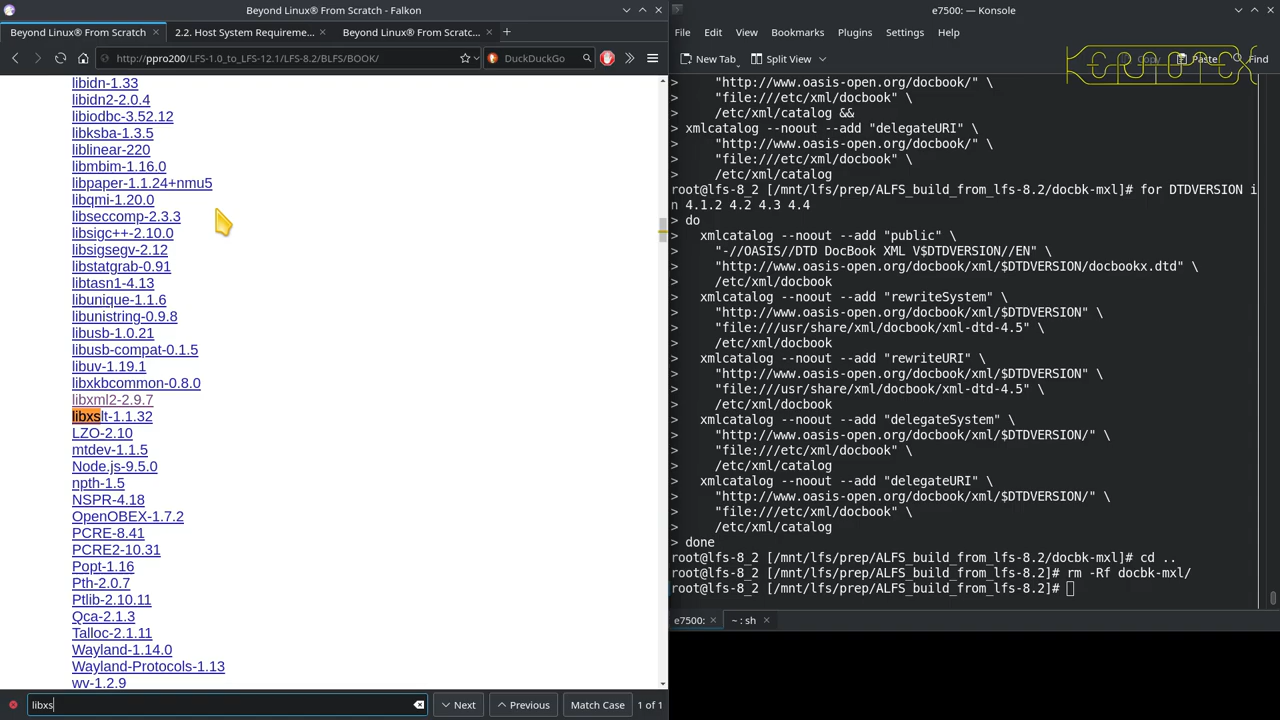 Beyond Linux® From Scratch - Falkon
Beyond Linux® From Scratch
2.2. Host System Requireme...
Beyond Linux® From Scratc...
http://ppro200/LFS-1.0_to_LFS-12.1/LFS-8.2/BLFS/BOOK/
DuckDuckGo
libidn-1.33
libidn2-2.0.4
libiodbc-3.52.12
libksba-1.3.5
liblinear-220
libmbim-1.16.0
libpaper-1.1.24+nmu5
libqmi-1.20.0
libseccomp-2.3.3
libsigc++-2.10.0
libsigsegv-2.12
libstatgrab-0.91
libtasn1-4.13
libunique-1.1.6
libunistring-0.9.8
libusb-1.0.21
libusb-compat-0.1.5
libuv-1.19.1
libxkbcommon-0.8.0
libxml2-2.9.7
libxslt-1.1.32
LZO-2.10
mtdev-1.1.5
Node.js-9.5.0
npth-1.5
NSPR-4.18
OpenOBEX-1.7.2
PCRE-8.41
PCRE2-10.31
Popt-1.16
Pth-2.0.7
Ptlib-2.10.11
Qca-2.1.3
Talloc-2.1.11
Wayland-1.14.0
Wayland-Protocols-1.13
wv-1.2.9
libxs
Next
Previous
Match Case
1 of 1
e7500: — Konsole
File Edit View Bookmarks Plugins Settings Help
New Tab
Split View
Copy
Paste
Find
> "http://www.oasis-open.org/docbook/" \
> "file:///etc/xml/docbook" \
> /etc/xml/catalog &&
> xmlcatalog --noout --add "delegateURI" \
> "http://www.oasis-open.org/docbook/" \
> "file:///etc/xml/docbook" \
> /etc/xml/catalog
root@lfs-8_2 [/mnt/lfs/prep/ALFS_build_from_lfs-8.2/docbk-mxl]# for DTDVERSION i
n 4.1.2 4.2 4.3 4.4
> do
> xmlcatalog --noout --add "public" \
> "-//OASIS//DTD DocBook XML V$DTDVERSION//EN" \
> "http://www.oasis-open.org/docbook/xml/$DTDVERSION/docbookx.dtd" \
> /etc/xml/docbook
> xmlcatalog --noout --add "rewriteSystem" \
> "http://www.oasis-open.org/docbook/xml/$DTDVERSION" \
> "file:///usr/share/xml/docbook/xml-dtd-4.5" \
> /etc/xml/docbook
> xmlcatalog --noout --add "rewriteURI" \
> "http://www.oasis-open.org/docbook/xml/$DTDVERSION" \
> "file:///usr/share/xml/docbook/xml-dtd-4.5" \
> /etc/xml/docbook
> xmlcatalog --noout --add "delegateSystem" \
> "http://www.oasis-open.org/docbook/xml/$DTDVERSION/" \
> "file:///etc/xml/docbook" \
> /etc/xml/catalog
> xmlcatalog --noout --add "delegateURI" \
> "http://www.oasis-open.org/docbook/xml/$DTDVERSION/" \
> "file:///etc/xml/docbook" \
> /etc/xml/catalog
> done
root@lfs-8_2 [/mnt/lfs/prep/ALFS_build_from_lfs-8.2/docbk-mxl]# cd ..
root@lfs-8_2 [/mnt/lfs/prep/ALFS_build_from_lfs-8.2]# rm -Rf docbk-mxl/
root@lfs-8_2 [/mnt/lfs/prep/ALFS_build_from_lfs-8.2]#
e7500:
~ : sh